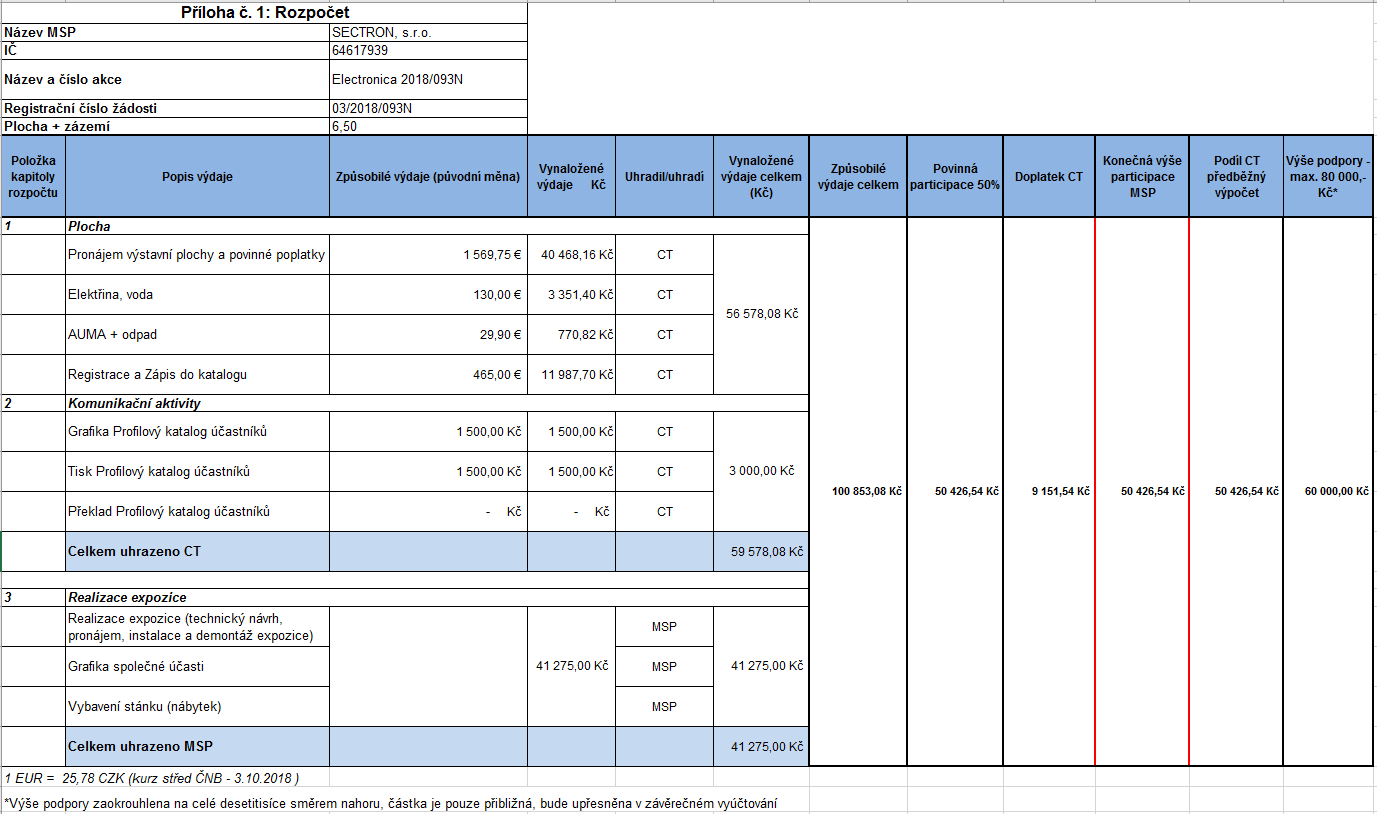 Příloha č. 1: Rozpočet
Název MSP SECTRON, s.r.o.
IČ 64617939
Název a číslo akce Electronica 2018/093N
Registrační číslo žádosti 03/2018/093N
Plocha + zázemí 6,50
Položka kapitoly rozpočtu Popis výdaje Způsobilé výdaje (původní měna) Vynaložené výdaje Kč Uhradil/uhradí Vynaložené výdaje celkem (Kč) Způsobilé výdaje celkem Povinná participace 50% Doplatek CT Konečná výše participace MSP Podíl CT předběžný výpočet Výše podpory - max. 80 000,- Kč*
1 Plocha
Pronájem výstavní plochy a povinné poplatky 1 569,75 € 40 468,16 Kč CT
Elektřina, voda 130,00 € 3 351,40 Kč CT
56 578,08 Kč
AUMA + odpad 29,90 € 770,82 Kč CT
Registrace a Zápis do katalogu 465,00 € 11 987,70 Kč CT
2 Komunikační aktivity
Grafika Profilový katalog účastníků 1 500,00 Kč 1 500,00 Kč CT
Tisk Profilový katalog účastníků 1 500,00 Kč 1 500,00 Kč CT 3 000,00 Kč
100 853,08 Kč 50 426,54 Kč 9 151,54 Kč 50 426,54 Kč 50 426,54 Kč 60 000,00 Kč
Překlad Profilový katalog účastníků - Kč - Kč CT
Celkem uhrazeno CT 59 578,08 Kč
3 Realizace expozice
Realizace expozice (technický návrh,
pronájem, instalace a demontáž expozice) MSP
Grafika společné účasti 41 275,00 Kč MSP 41 275,00 Kč
Vybavení stánku (nábytek) MSP
Celkem uhrazeno MSP 41 275,00 Kč
1 EUR = 25,78 CZK (kurz střed ČNB - 3.10.2018 )
*Výše podpory zaokrouhlena na celé desetitisíce směrem nahoru, částka je pouze přibližná, bude upřesněna v závěrečném vyúčtování